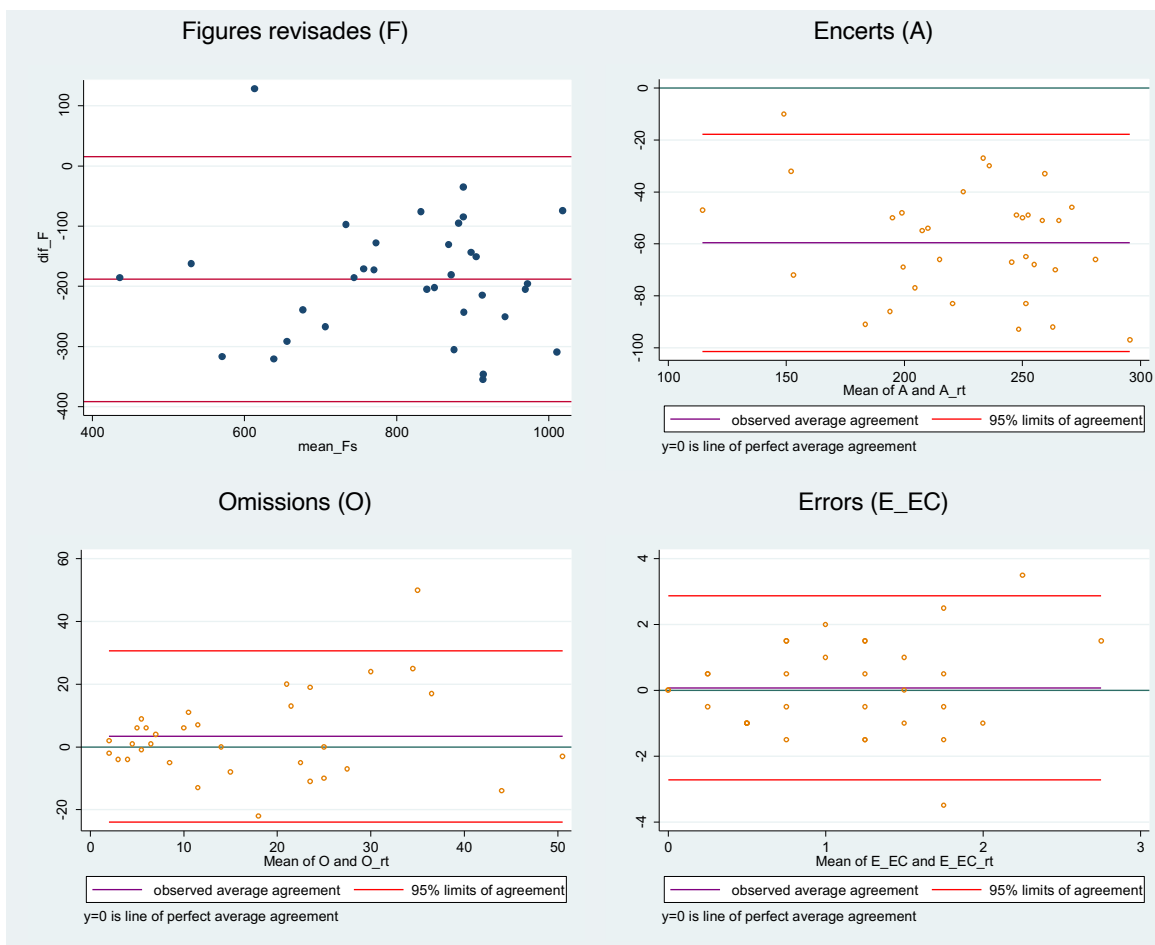 Figures revisades (F)
dif_F
100
0
-100
-200
-300
-400
400
600
800
1000
mean_Fs
Encerts (A)
0
-20
-40
-60
-80
-100
100
150
200
250
300
Mean of A and A_rt
observed average agreement
95% limits of agreement
y=0 is line of perfect average agreement
Omissions (O)
60
40
20
0
-20
0
10
20
30
40
50
Mean of O and O_rt
observed average agreement
95% limits of agreement
y=0 is line of perfect average agreement
Errors (E_EC)
4
2
0
-2
-4
0
1
2
3
Mean of E_EC and E_EC_rt
observed average agreement
95% limits of agreement
y=0 is line of perfect average agreement